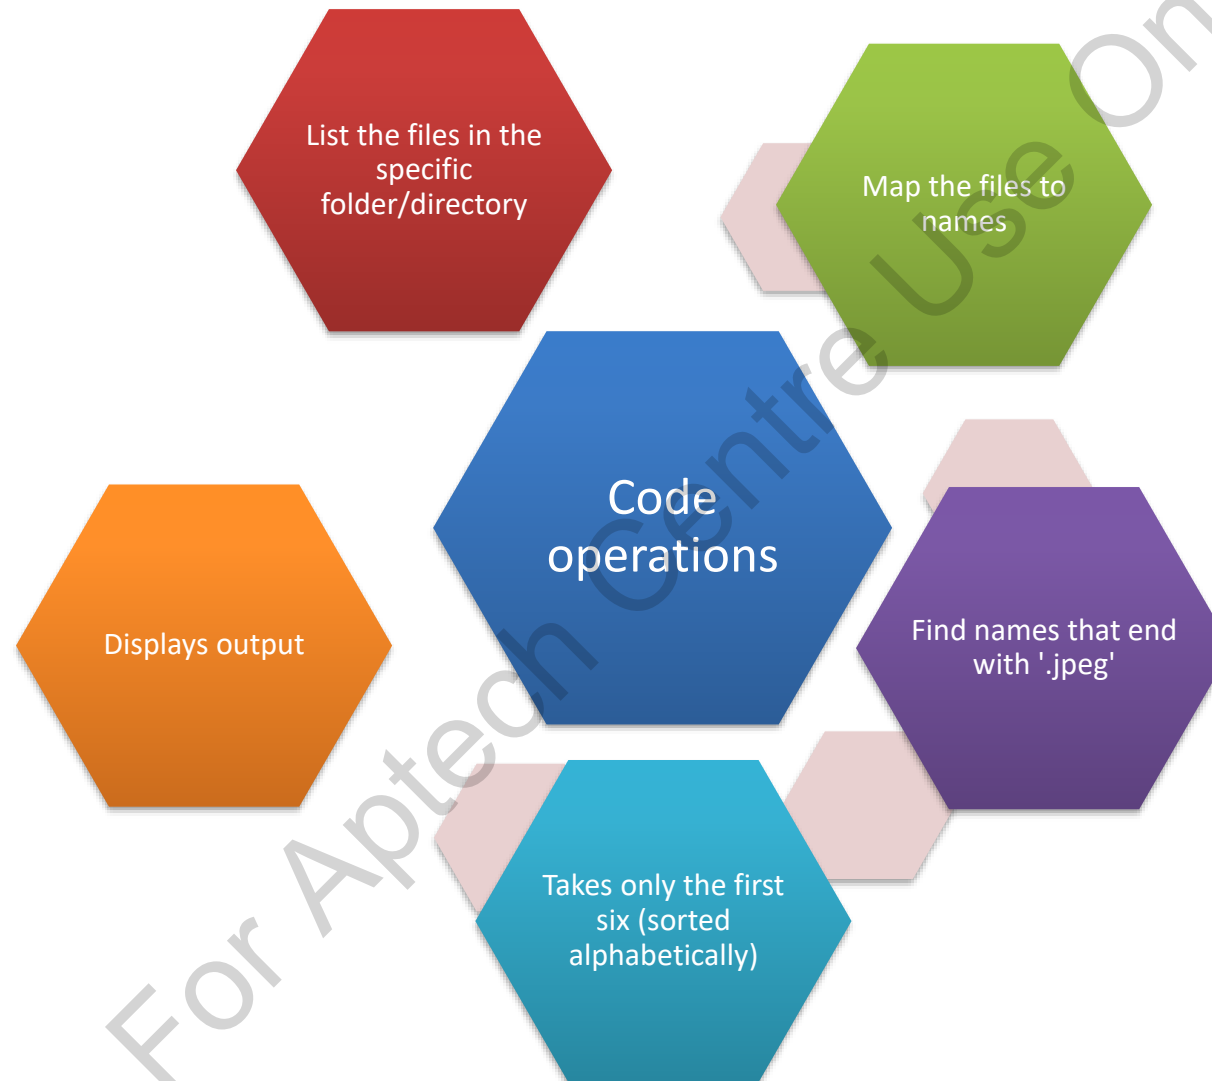 List the files in the
specific
folder/directory
Map the files to
names
Code
operations
Find names that end
with '.jpeg'
Takes only the first
six (sorted
alphabetically)
Displays output
For Aptech Centre Use On